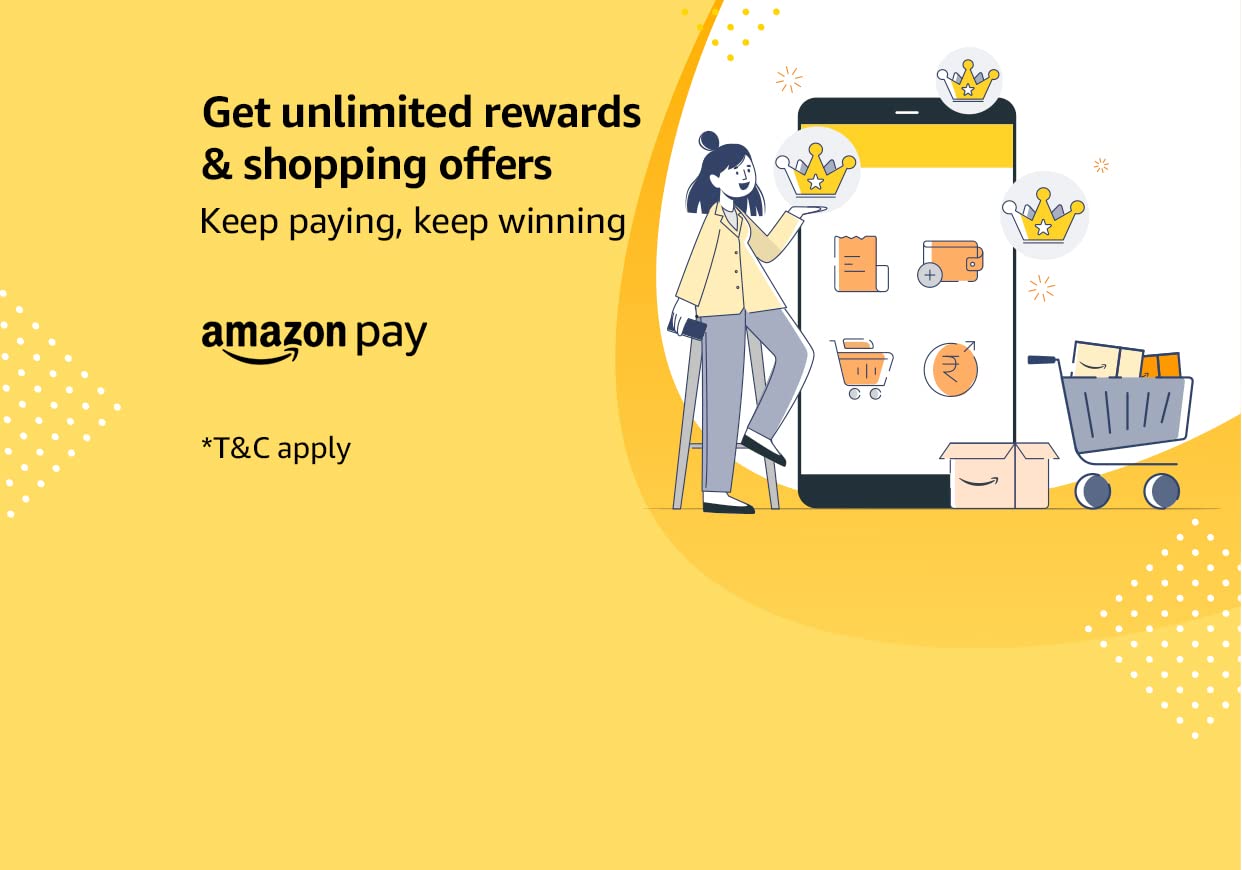 Get unlimited rewards
& shopping offers
Keep paying, keep winning
amazon pay
*T&C apply
₹